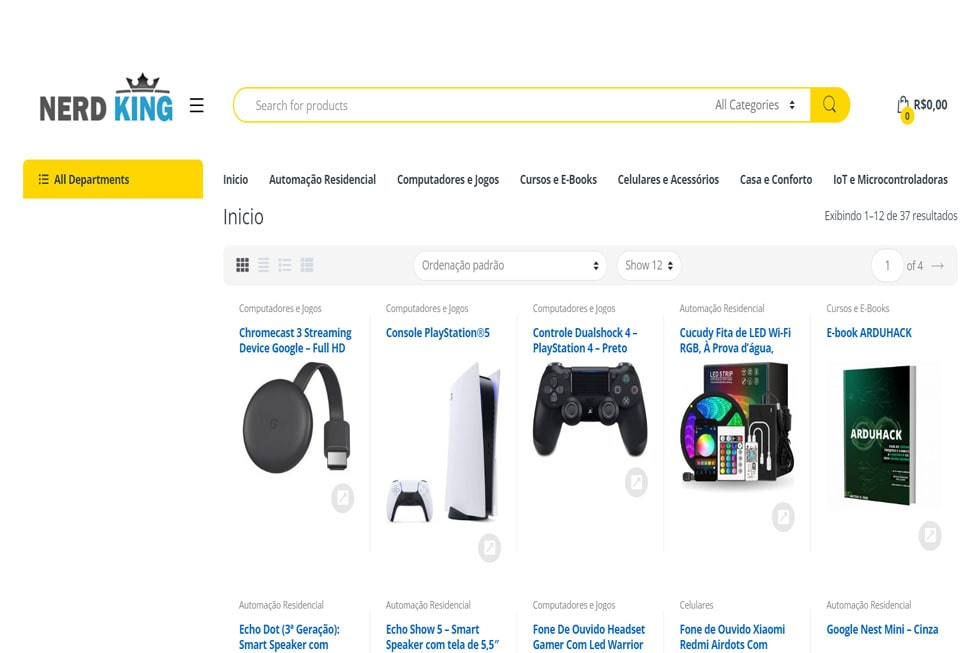 NERD KING
Search for products
All Categories
0
R$0,00
All Departments
Inicio
Automação Residencial
Computadores e Jogos
Cursos e E-Books
Celulares e Acessórios
Casa e Conforto
IoT e Microcontroladoras
Inicio
Exibindo 1–12 de 37 resultados
Ordenação padrão
Show 12
1
of 4 →
Computadores e Jogos
Chromecast 3 Streaming
Device Google – Full HD
Computadores e Jogos
Console PlayStation®5
Computadores e Jogos
Controle Dualshock 4 –
PlayStation 4 – Preto
Automação Residencial
Cucudy Fita de LED Wi-Fi
RGB, À Prova d’água,
LED STRIP
Cursos e E-Books
E-book ARDUHACK
ARDUHACK
Automação Residencial
Echo Dot (3ª Geração):
Smart Speaker com
Automação Residencial
Echo Show 5 – Smart
Speaker com tela de 5,5″
Computadores e Jogos
Fone De Ouvido Headset
Gamer Com Led Warrior
Celulares
Fone de Ouvido Xiaomi
Redmi Airdots Com
Automação Residencial
Google Nest Mini – Cinza